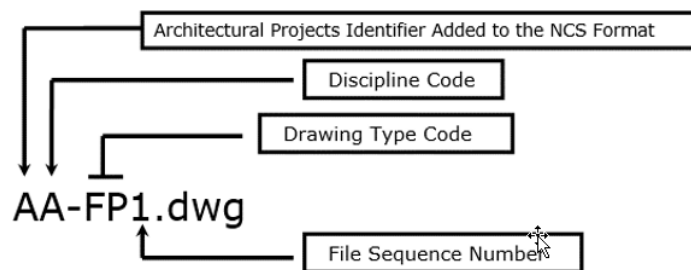 Architectural Projects Identifier Added to the NCS Format
Discipline Code
Drawing Type Code
AA-FP1.dwg
File Sequence Number